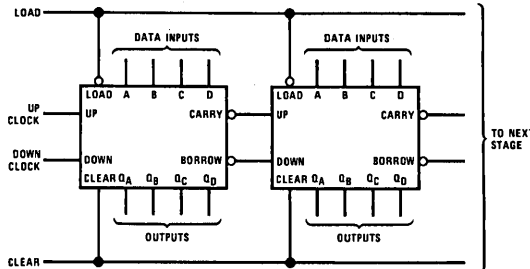 LOAD
DATA INPUTS DATA INPUTS
LOAD A B C D LOAD A B C D
UP CLOCK UP CARRY UP CARRY
TO NEXT STAGE
DOWN CLOCK DOWN BORROW DOWN BORROW
CLEAR QA QB QC QD CLEAR QA QB QC QD
OUTPUTS OUTPUTS
CLEAR